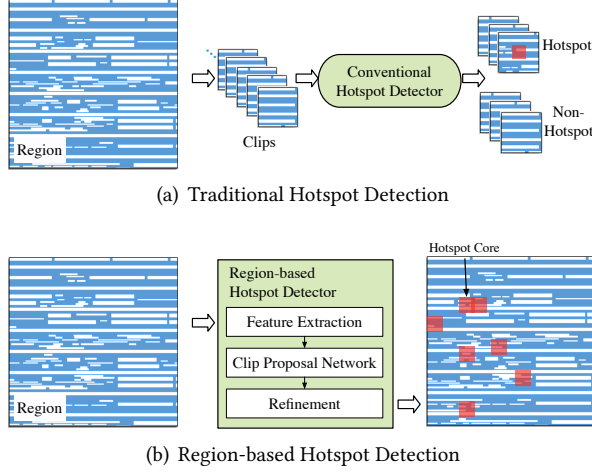 Region
Clips
Conventional
Hotspot Detector
Hotspot
Non-
Hotspot
(a) Traditional Hotspot Detection
Region
Region-based
Hotspot Detector
Feature Extraction
Clip Proposal Network
Refinement
Hotspot Core
(b) Region-based Hotspot Detection